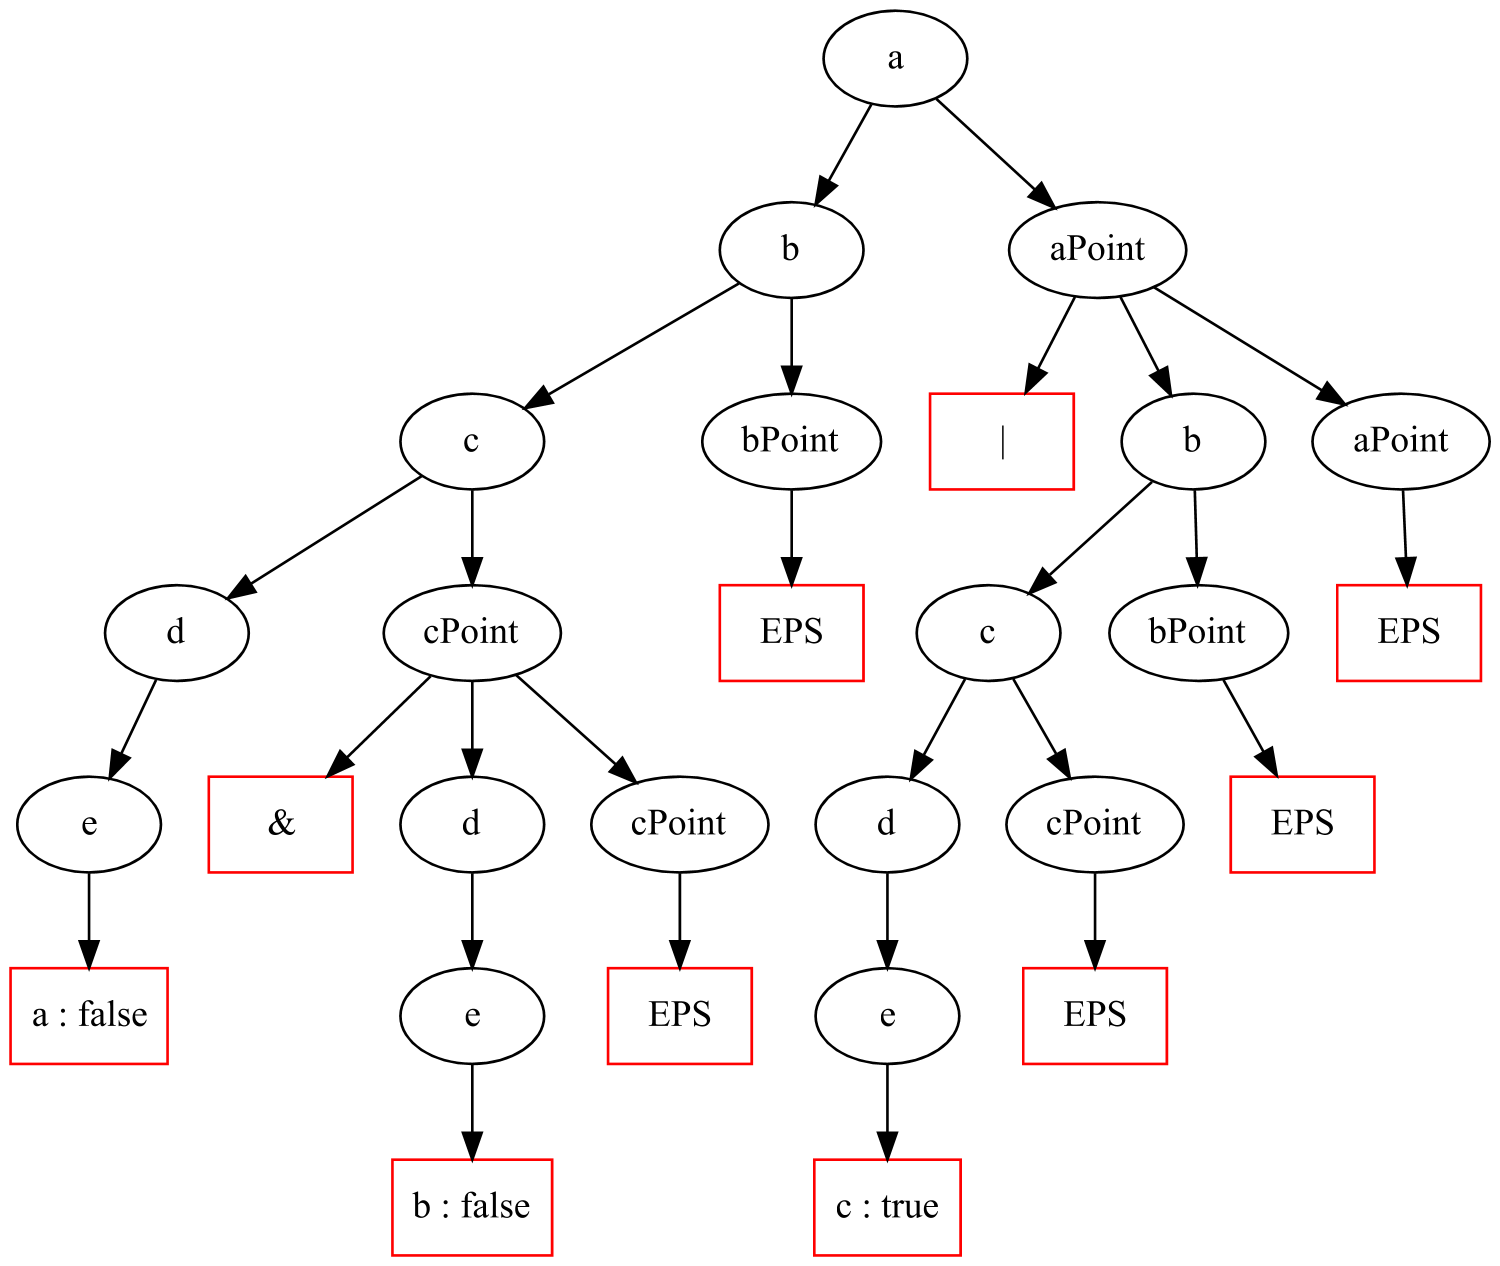 a
b
aPoint
c
bPoint
|
b
aPoint
d
cPoint
EPS
c
bPoint
EPS
e
&
d
cPoint
d
cPoint
EPS
a : false
e
EPS
e
EPS
b : false
c : true